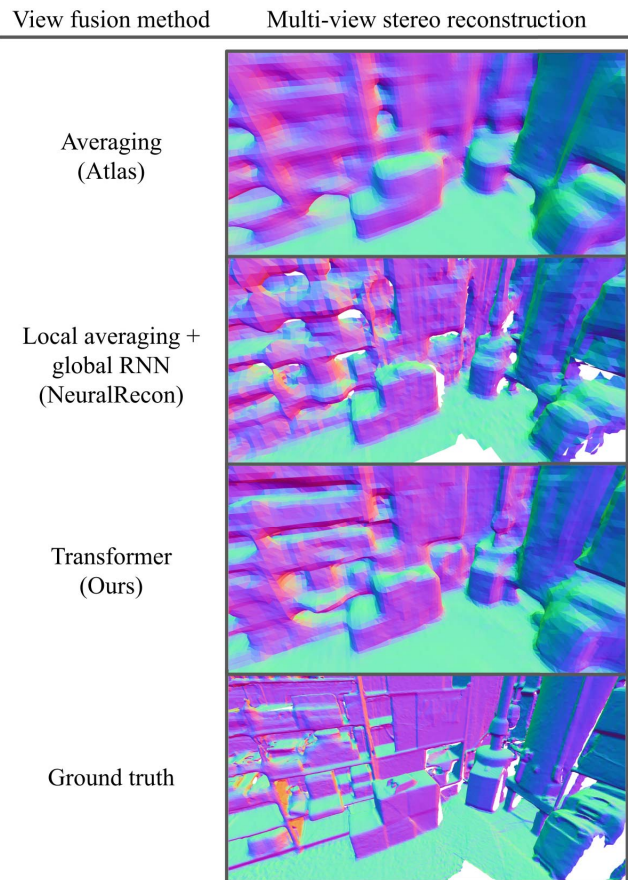 View fusion method
Multi-view stereo reconstruction
Averaging
(Atlas)
Local averaging +
global RNN
(NeuralRecon)
Transformer
(Ours)
Ground truth